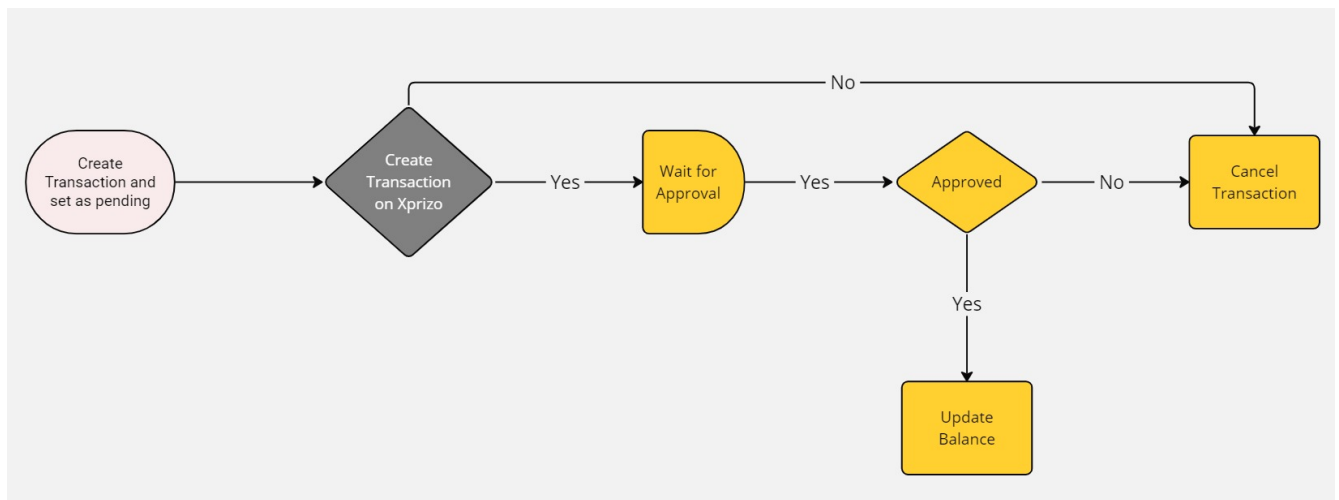 No
Create
Transaction and
set as pending
Create
Transaction
on Xprizo
Yes
Wait for
Approval
Yes
Approved
No
Cancel
Transaction
Yes
Update
Balance